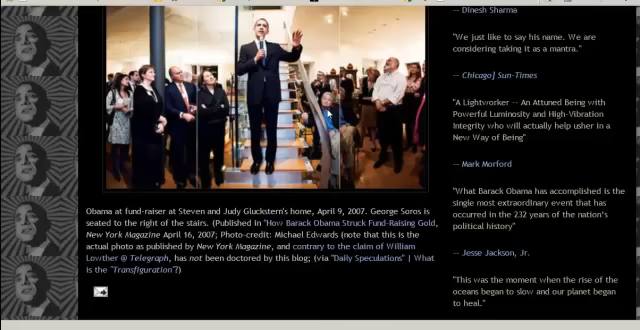 Obama at fund-raiser at Steven and Judy Gluckstern's home, April 9, 2007. George Soros is
seated to the right of the stairs. (Published in "How Barack Obama Struck Fund-Raising Gold,
New York Magazine April 16, 2007; Photo-credit: Michael Edwards (note that this is the
actual photo as published by New York Magazine, and contrary to the claim of William
Lowther @ Telegraph, has not been doctored by this blog; (via "Daily Speculations" | What
is the "Transfiguration"?)
-- Dinesh Sharma
"We just like to say his name. We are
considering taking it as a mantra."
-- Chicago] Sun-Times
"A Lightworker -- An Attuned Being with
Powerful Luminosity and High-Vibration
Integrity who will actually help usher in a
New Way of Being"
-- Mark Morford
"What Barack Obama has accomplished is the
single most extraordinary event that has
occurred in the 232 years of the nation's
political history"
-- Jesse Jackson, Jr.
"This was the moment when the rise of the
oceans began to slow and our planet began
to heal."